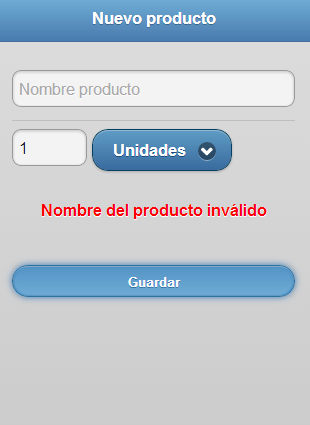 Nuevo producto
Nombre producto
1 Unidades
Nombre del producto inválido
Guardar